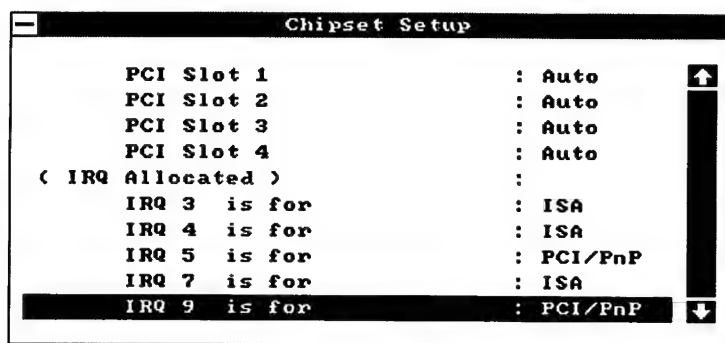 Chipset Setup
PCI Slot 1 : Auto
PCI Slot 2 : Auto
PCI Slot 3 : Auto
PCI Slot 4 : Auto
( IRQ Allocated ) :
IRQ 3 is for : ISA
IRQ 4 is for : ISA
IRQ 5 is for : PCI/PnP
IRQ 7 is for : ISA
IRQ 9 is for : PCI/PnP